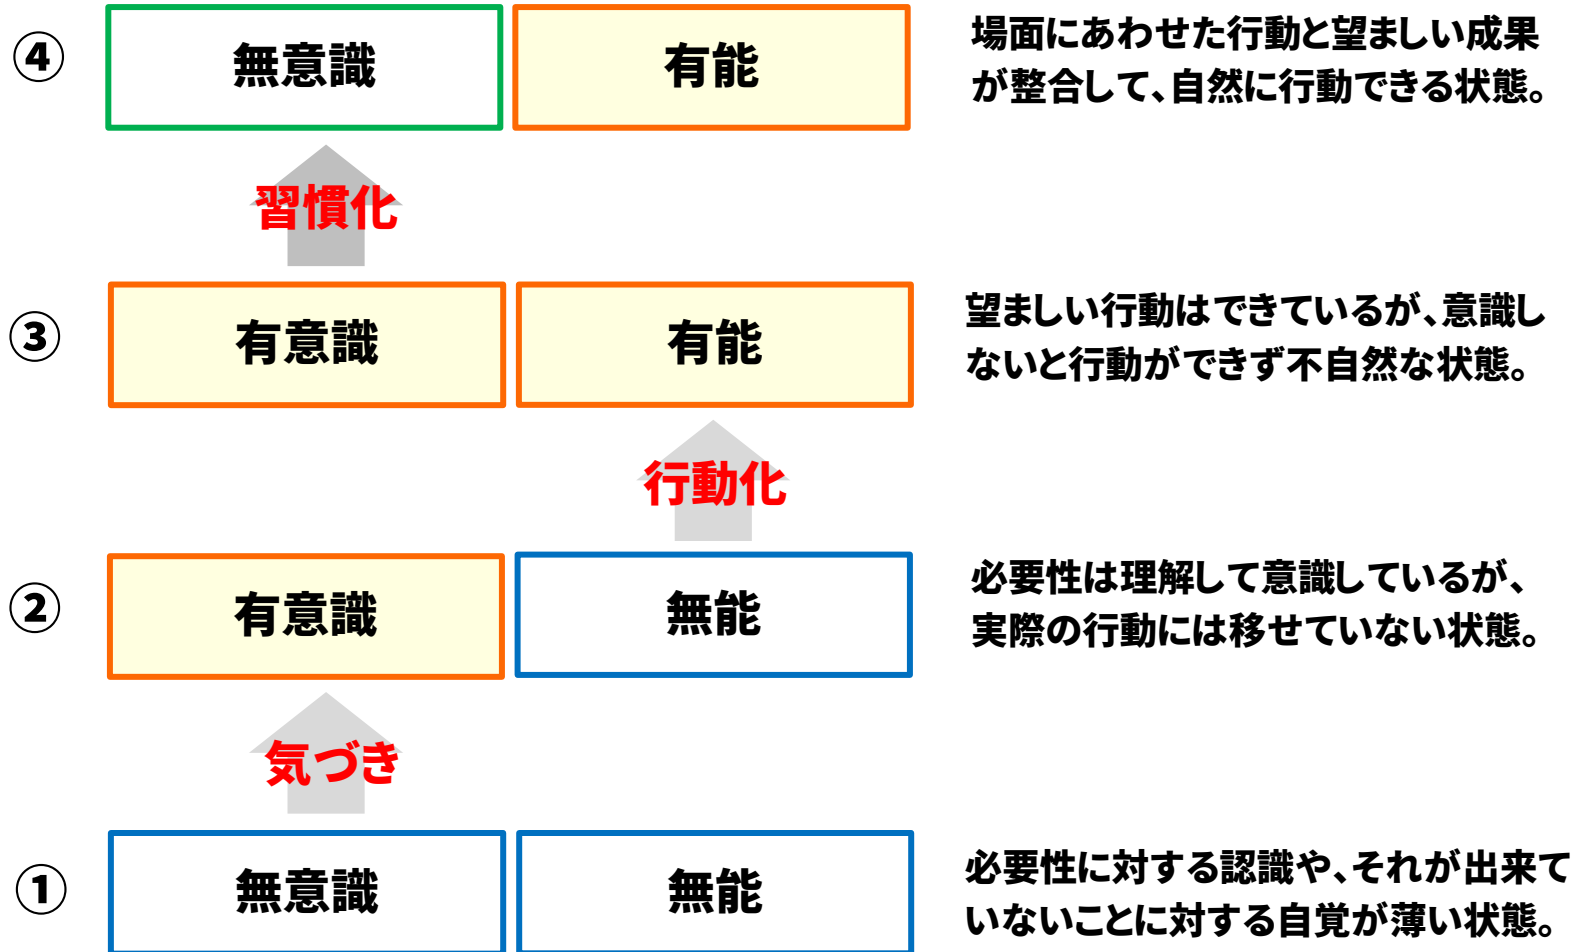 ④
無意識
有能
場面にあわせた行動と望ましい成果
が整合して、自然に行動できる状態。
習慣化
③
有意識
有能
望ましい行動はできているが、意識し
ないと行動ができず不自然な状態。
行動化
②
有意識
無能
必要性は理解して意識しているが、
実際の行動には移せていない状態。
気づき
①
無意識
無能
必要性に対する認識や、それが出来て
いないことに対する自覚が薄い状態。